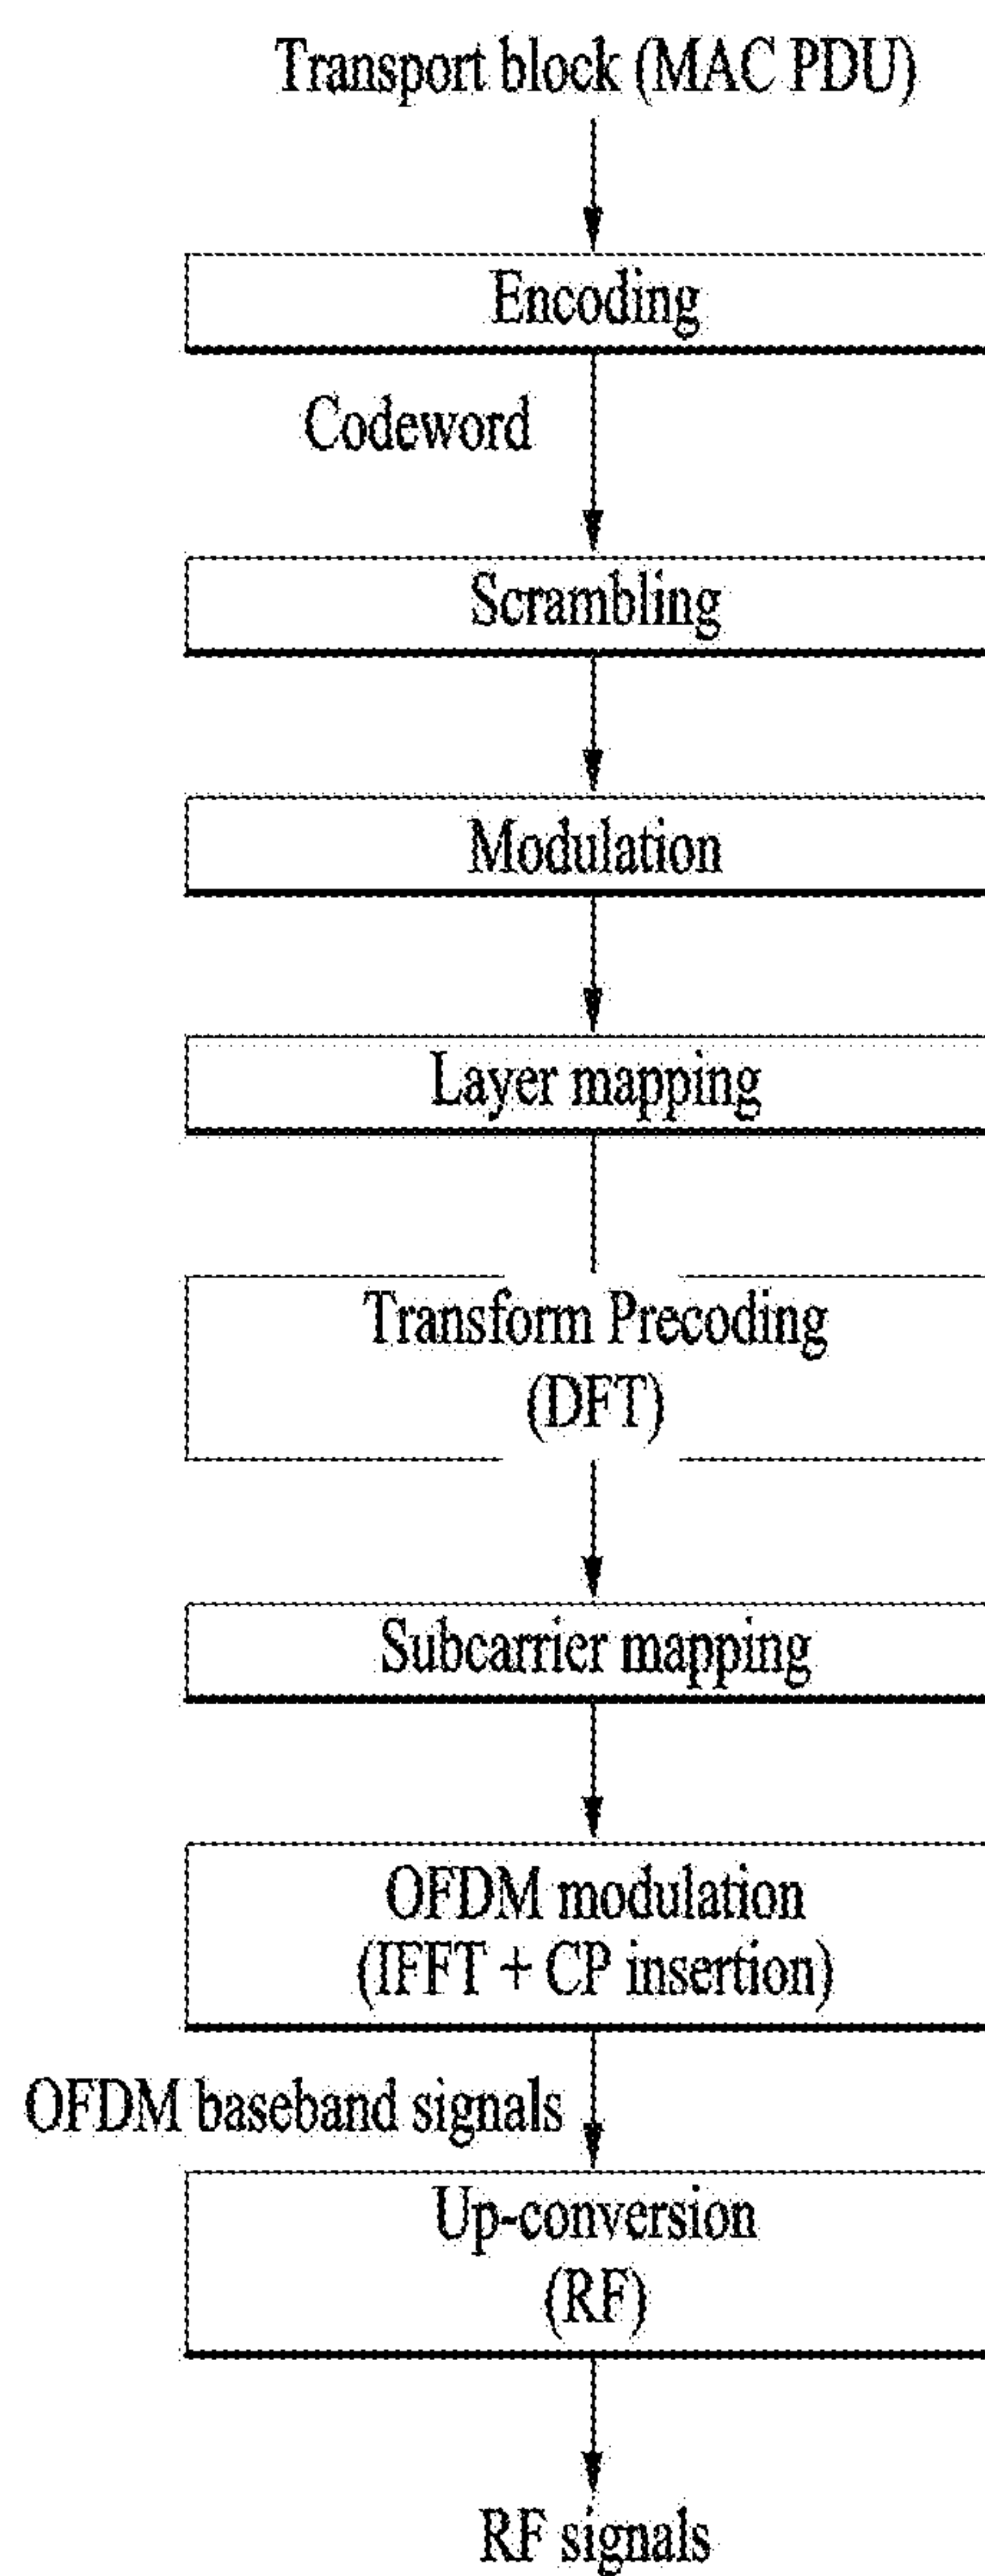 Transport block (MAC PDU)
Encoding
Codeword
Scrambling
Modulation
Layer mapping
Transform Precoding
(DFT)
Subcarrier mapping
OFDM modulation
(IFFT + CP insertion)
OFDM baseband signals
Up-conversion
(RF)
RF signals